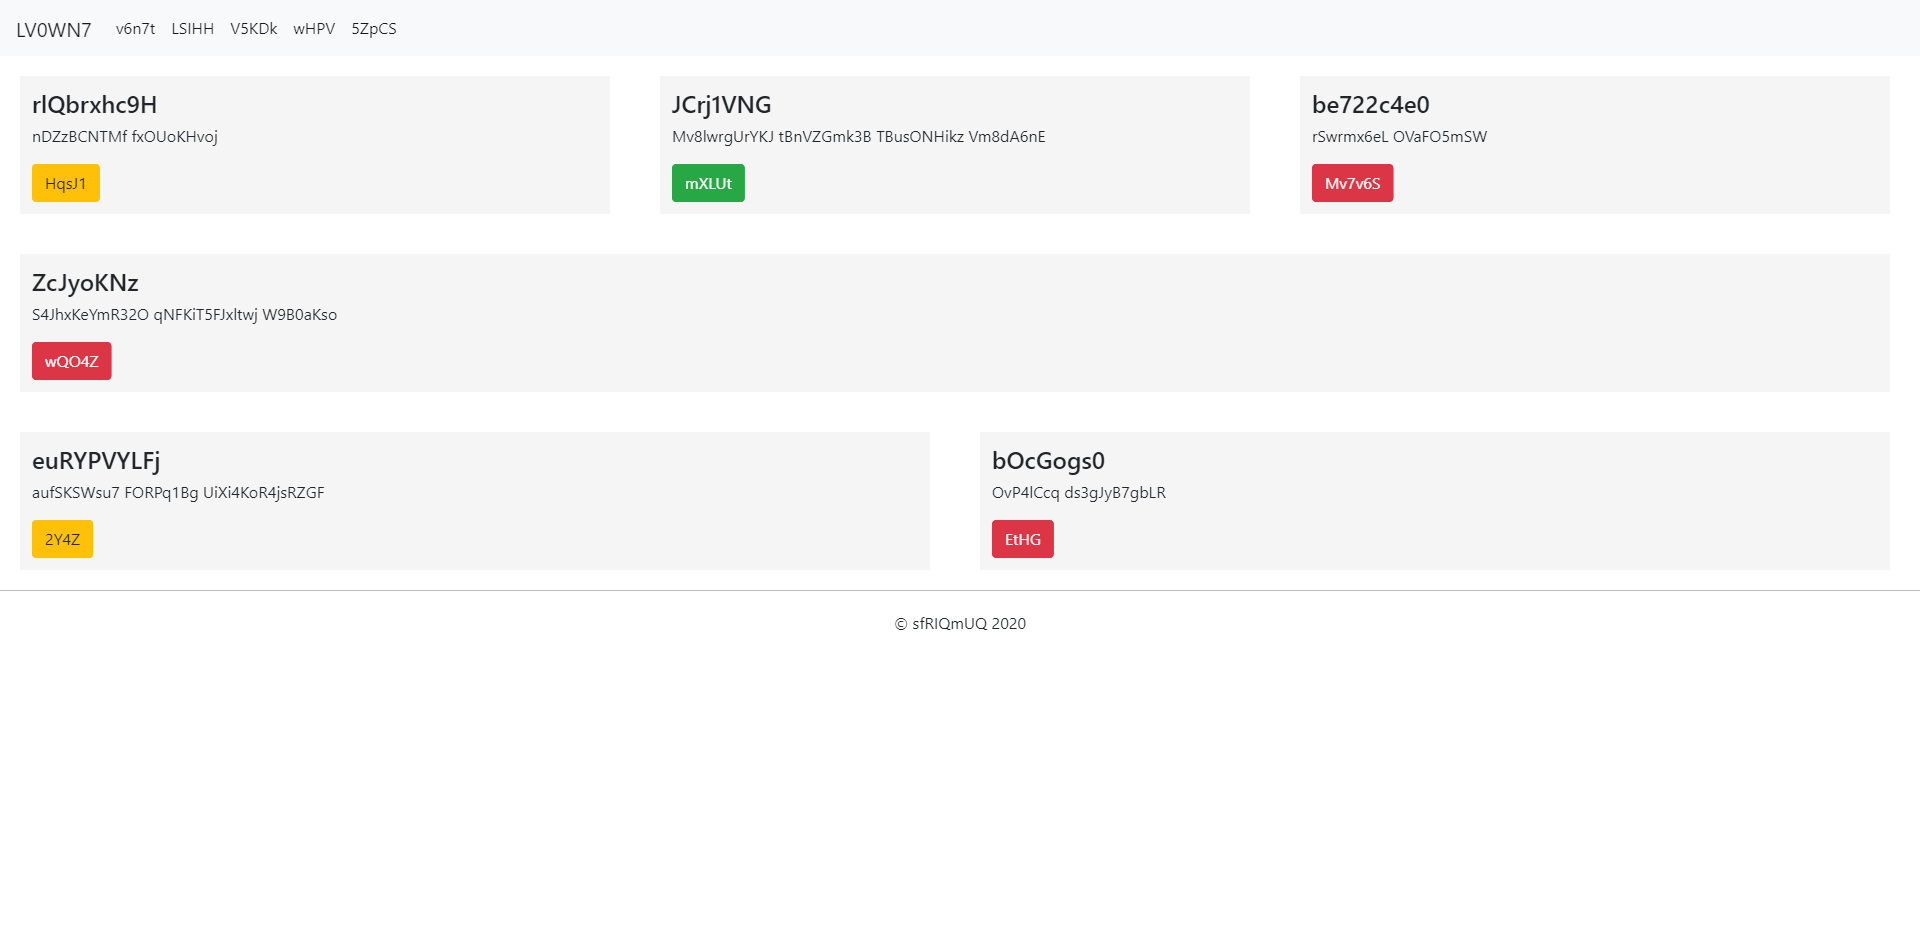 LV0WN7 v6n7t LSIHH V5KDk wHPV 5ZpCS
rlQbrxhc9H
nDZzBCNTMf fxOUoKHvoj
HqsJ1
JCrj1VNG
Mv8lwrgUrYKJ tBnVZGmk3B TBusONHikz Vm8dA6nE
mXLUt
be722c4e0
rSwrmx6eL OVaFO5mSW
Mv7v6S
ZcJyoKNz
S4JhxKeYmR32O qNFKiT5FJxltwj W9B0aKso
wQO4Z
euRYPVYLFj
aufSKSWsu7 FORPq1Bg UiXi4KoR4jsRZGF
2Y4Z
bOcGogs0
OvP4lCcq ds3gJyB7gbLR
EtHG
© sfRIQmUQ 2020